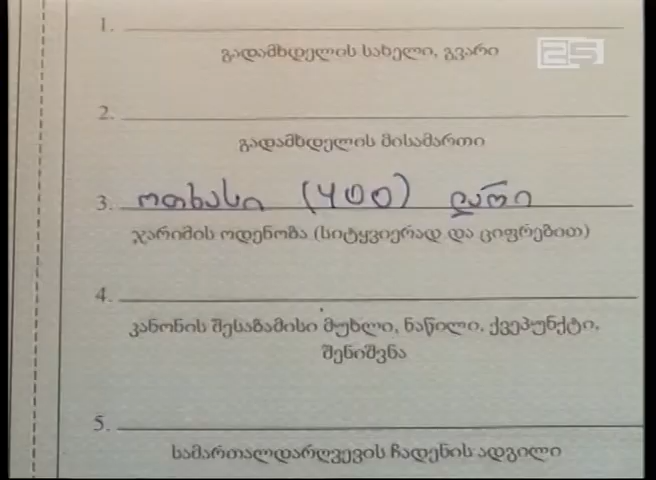 25
1.
გადამხდელის სახელი, გვარი
2.
გადამხდელის მისამართი
3. ოთხასი (400) ლარი
ჯარიმის ოდენობა (სიტყვიერად და ციფრებით)
4.
კანონის შესაბამისი მუხლი, ნაწილი, ქვეპუნქტი,
შენიშვნა
5.
სამართალდარღვევის ჩადენის ადგილი